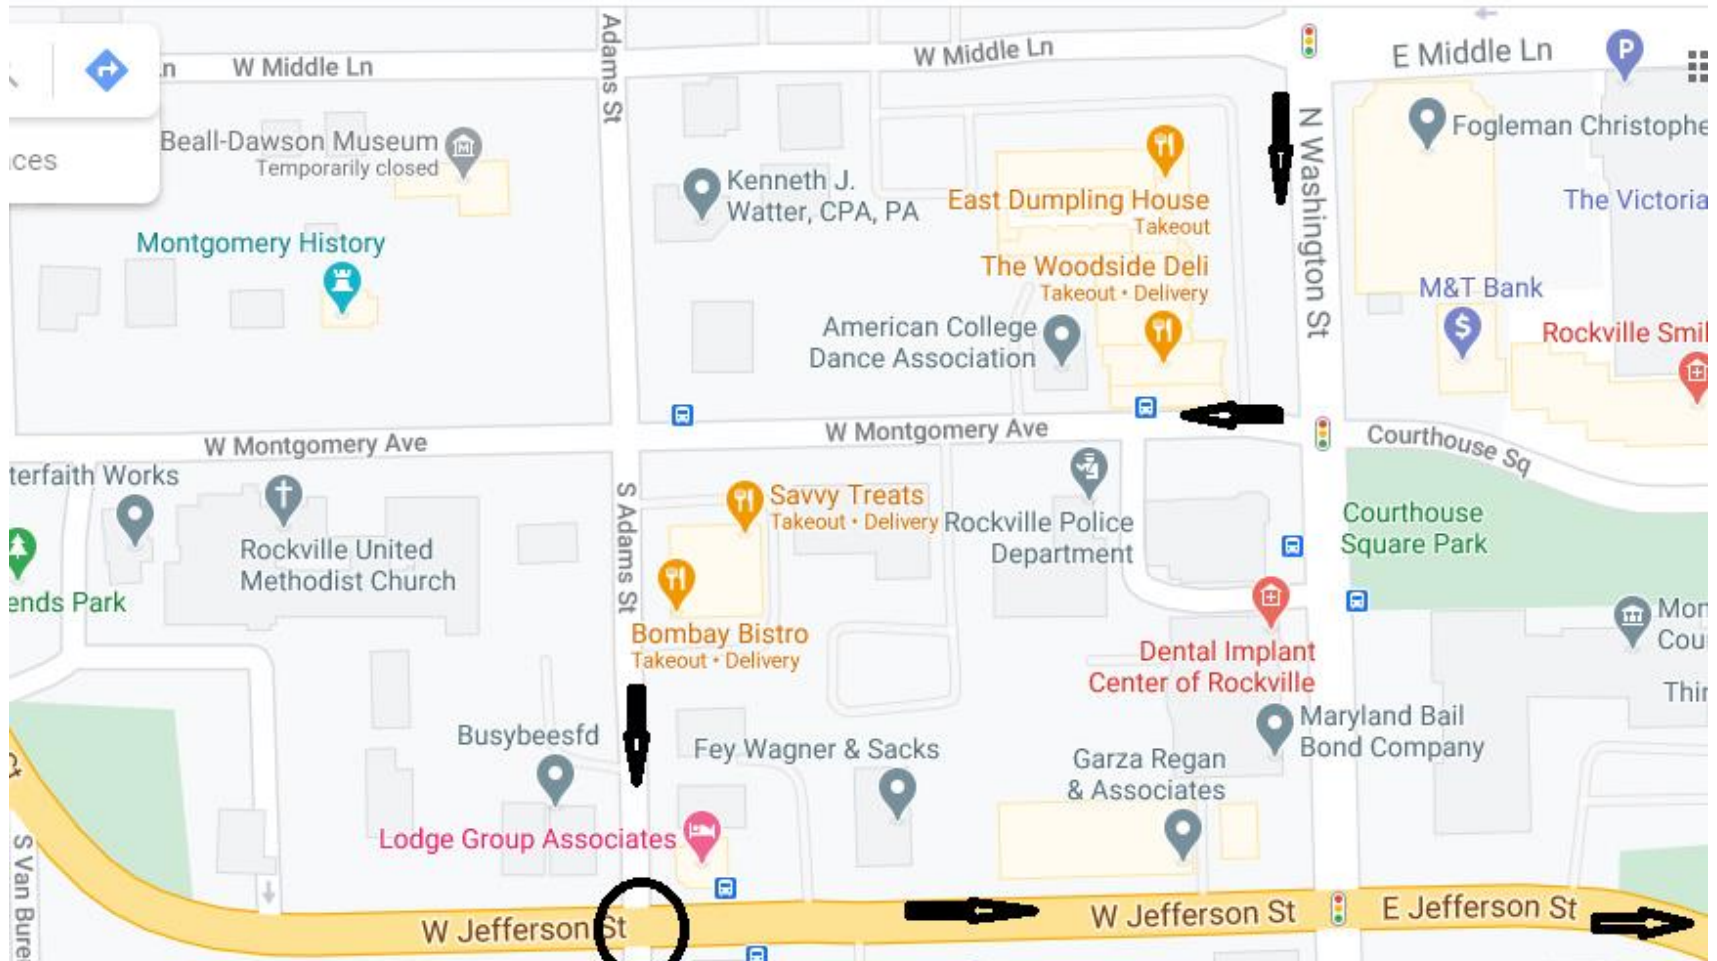 Adams St
W Middle Ln
W Middle Ln
E Middle Ln
P
Beall-Dawson Museum
Temporarily closed
M
Fogleman Christophe
Kenneth J.
Watter, CPA, PA
East Dumpling House
Takeout
N Washington St
The Victoria
Montgomery History
The Woodside Deli
Takeout • Delivery
M&T Bank
$
American College
Dance Association
Rockville Smil
W Montgomery Ave
W Montgomery Ave
Courthouse Sq
terfaith Works
S Adams St
Savvy Treats
Takeout • Delivery
Rockville Police
Department
Courthouse
Square Park
Rockville United
Methodist Church
ends Park
Bombay Bistro
Takeout • Delivery
Dental Implant
Center of Rockville
Mon
Cou
Thir
Maryland Bail
Bond Company
Busybeesfd
Fey Wagner & Sacks
Garza Regan
& Associates
Lodge Group Associates
S Van Bure
W Jefferson St
W Jefferson St
E Jefferson St